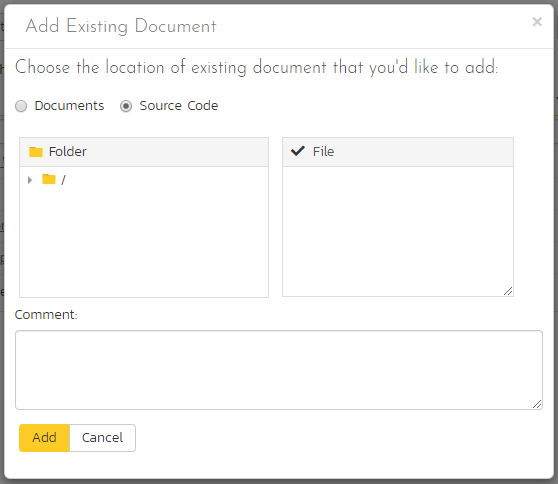 Add Existing Document
×
Choose the location of existing document that you'd like to add:
Documents Source Code
Folder
/
File
Comment:
Add Cancel